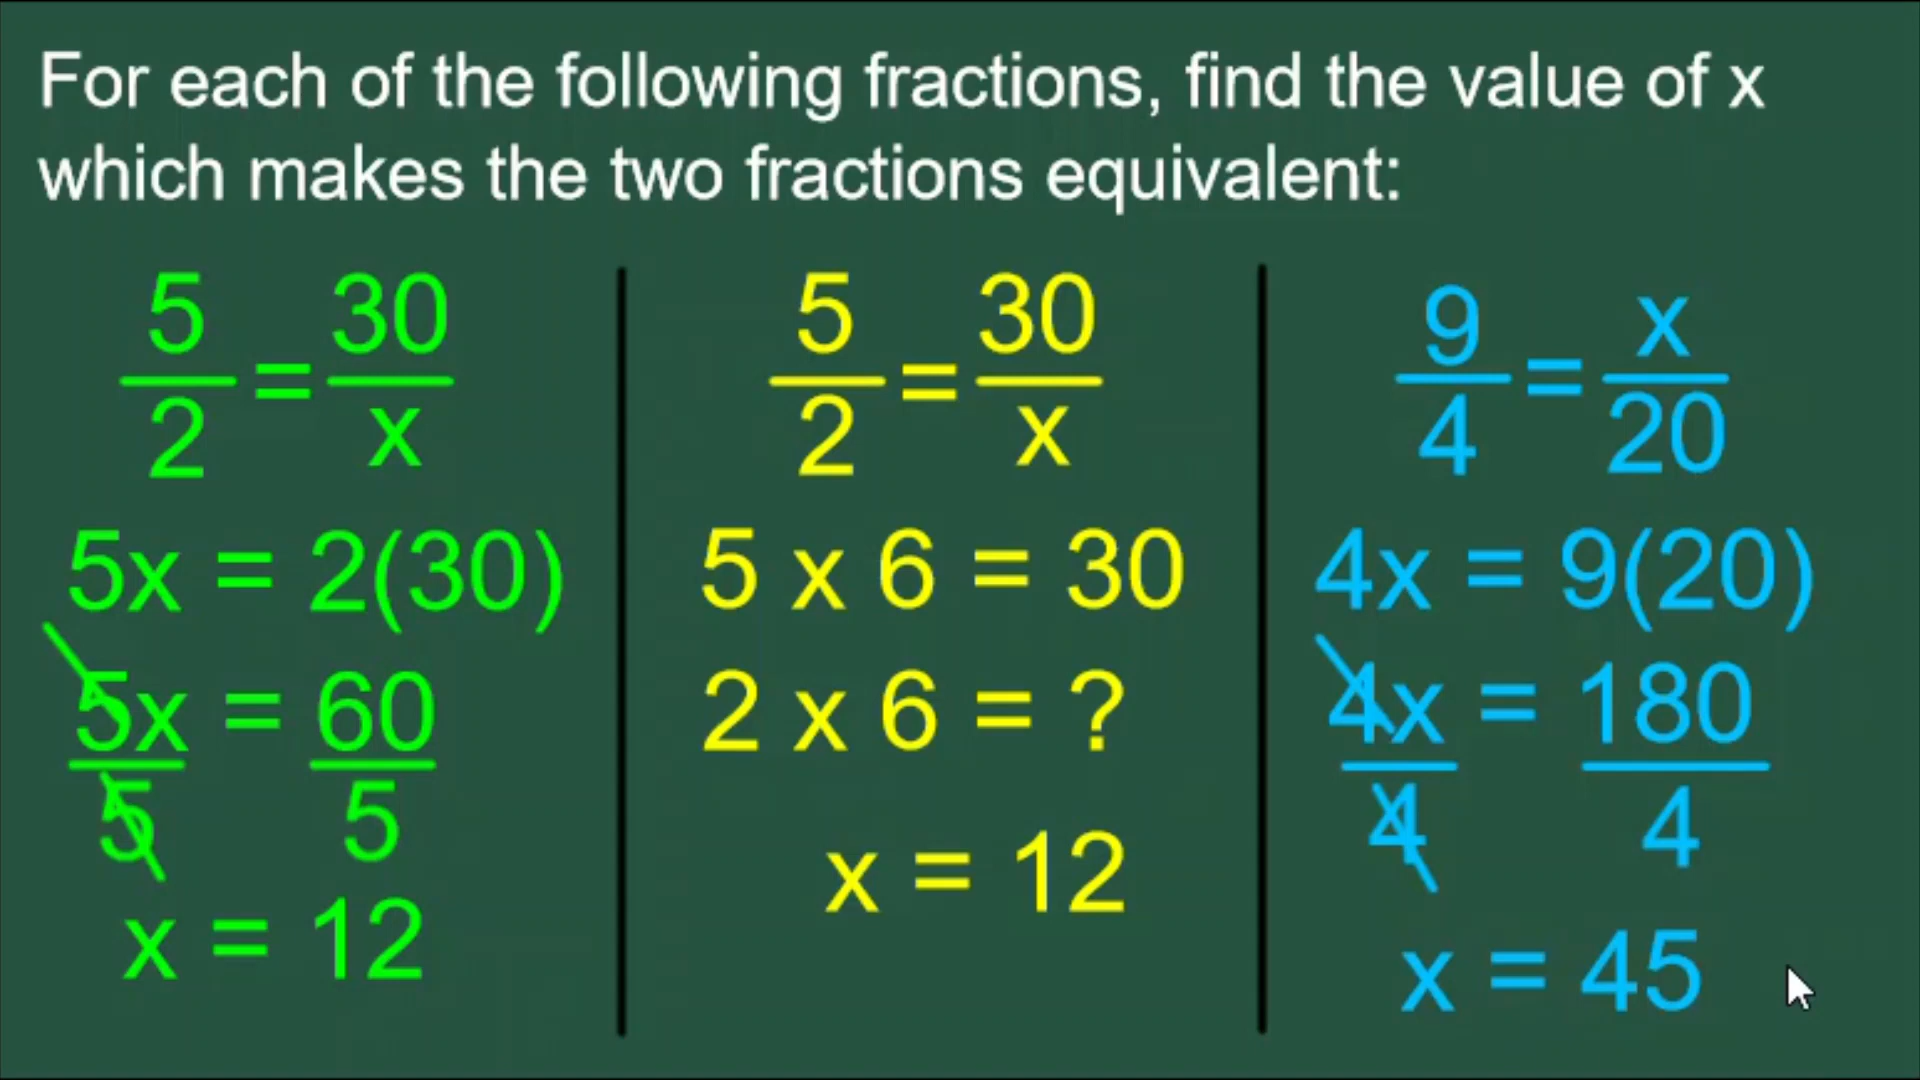 For each of the following fractions, find the value of x
which makes the two fractions equivalent:
5/2 = 30/x
5x = 2(30)
5x/5 = 60/5
x = 12
5/2 = 30/x
5 x 6 = 30
2 x 6 = ?
x = 12
9/4 = x/20
4x = 9(20)
4x/4 = 180/4
x = 45